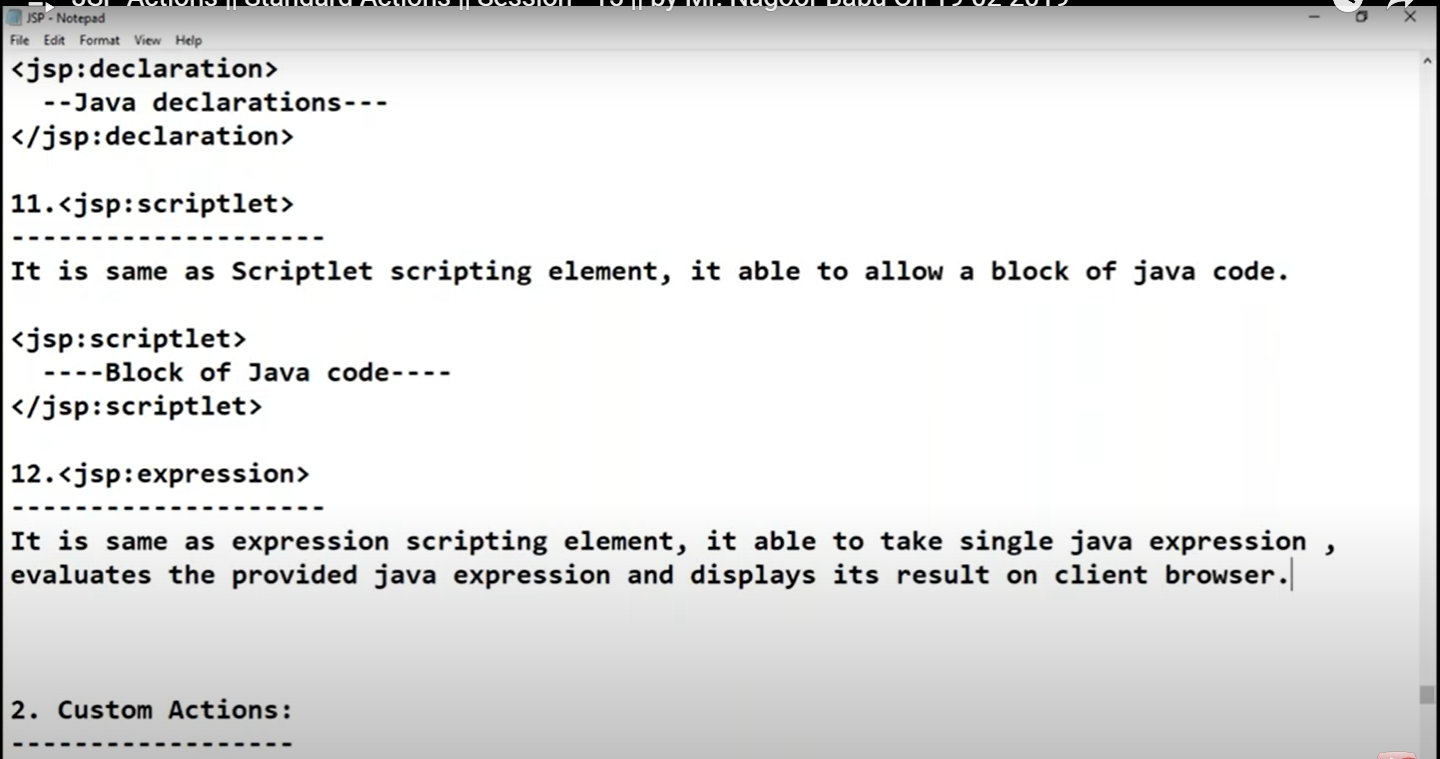 JSP Actions || Standard Actions || Session - 15 || by Mr. Nagoor Babu On 19-02-2019
JSP - Notepad
File Edit Format View Help
<jsp:declaration>
--Java declarations---
</jsp:declaration>
11.<jsp:scriptlet>
--------------------
It is same as Scriptlet scripting element, it able to allow a block of java code.
<jsp:scriptlet>
----Block of Java code----
</jsp:scriptlet>
12.<jsp:expression>
--------------------
It is same as expression scripting element, it able to take single java expression ,
evaluates the provided java expression and displays its result on client browser.
2. Custom Actions:
------------------